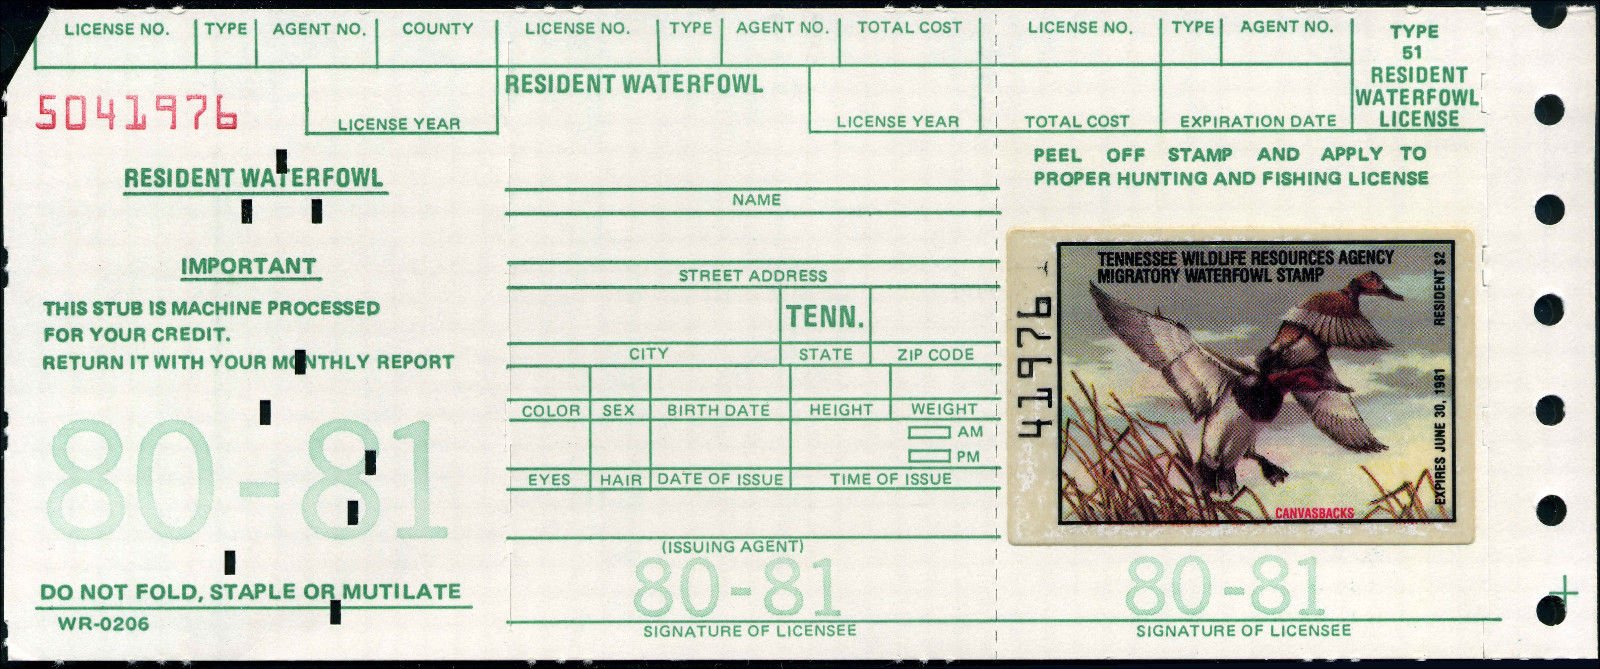 LICENSE NO. TYPE AGENT NO. COUNTY
5041976
LICENSE YEAR
RESIDENT WATERFOWL
IMPORTANT
THIS STUB IS MACHINE PROCESSED
FOR YOUR CREDIT.
RETURN IT WITH YOUR MONTHLY REPORT
80-81
DO NOT FOLD, STAPLE OR MUTILATE
WR-0206
LICENSE NO. TYPE AGENT NO. TOTAL COST
RESIDENT WATERFOWL
LICENSE YEAR
NAME
STREET ADDRESS
TENN.
CITY STATE ZIP CODE
COLOR SEX BIRTH DATE HEIGHT WEIGHT
AM
PM
EYES HAIR DATE OF ISSUE TIME OF ISSUE
(ISSUING AGENT)
80-81
SIGNATURE OF LICENSEE
LICENSE NO. TYPE AGENT NO.
TYPE
51
RESIDENT
WATERFOWL
LICENSE
TOTAL COST EXPIRATION DATE
PEEL OFF STAMP AND APPLY TO
PROPER HUNTING AND FISHING LICENSE
41976
TENNESSEE WILDLIFE RESOURCES AGENCY
MIGRATORY WATERFOWL STAMP
RESIDENT $2
EXPIRES JUNE 30, 1981
CANVASBACKS
80-81
SIGNATURE OF LICENSEE